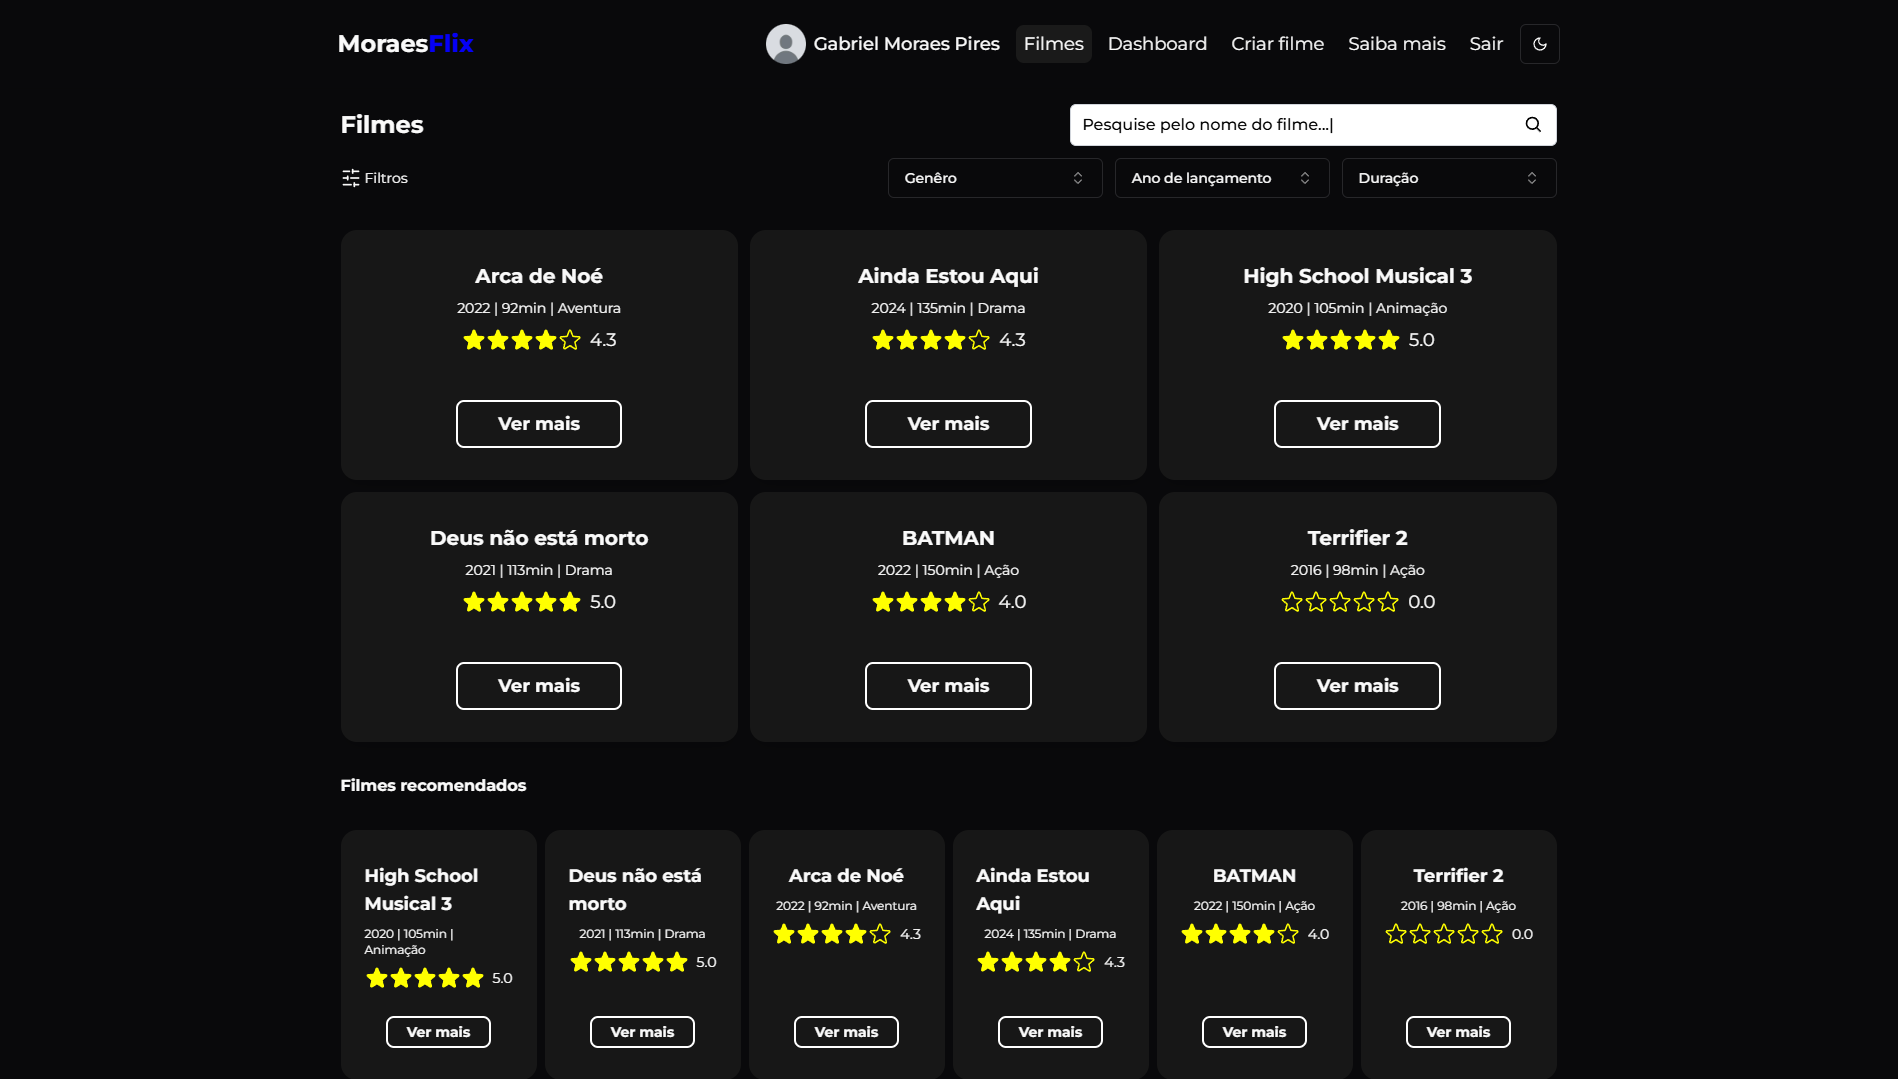 MoraesFlix
Gabriel Moraes Pires Filmes Dashboard Criar filme Saiba mais Sair
Filmes
Pesquise pelo nome do filme...|
Filtros
Genêro
Ano de lançamento
Duração
Arca de Noé
2022 | 92min | Aventura
4.3
Ver mais
Ainda Estou Aqui
2024 | 135min | Drama
4.3
Ver mais
High School Musical 3
2020 | 105min | Animação
5.0
Ver mais
Deus não está morto
2021 | 113min | Drama
5.0
Ver mais
BATMAN
2022 | 150min | Ação
4.0
Ver mais
Terrifier 2
2016 | 98min | Ação
0.0
Ver mais
Filmes recomendados
High School
Musical 3
2020 | 105min |
Animação
5.0
Ver mais
Deus não está
morto
2021 | 113min | Drama
5.0
Ver mais
Arca de Noé
2022 | 92min | Aventura
4.3
Ver mais
Ainda Estou
Aqui
2024 | 135min | Drama
4.3
Ver mais
BATMAN
2022 | 150min | Ação
4.0
Ver mais
Terrifier 2
2016 | 98min | Ação
0.0
Ver mais